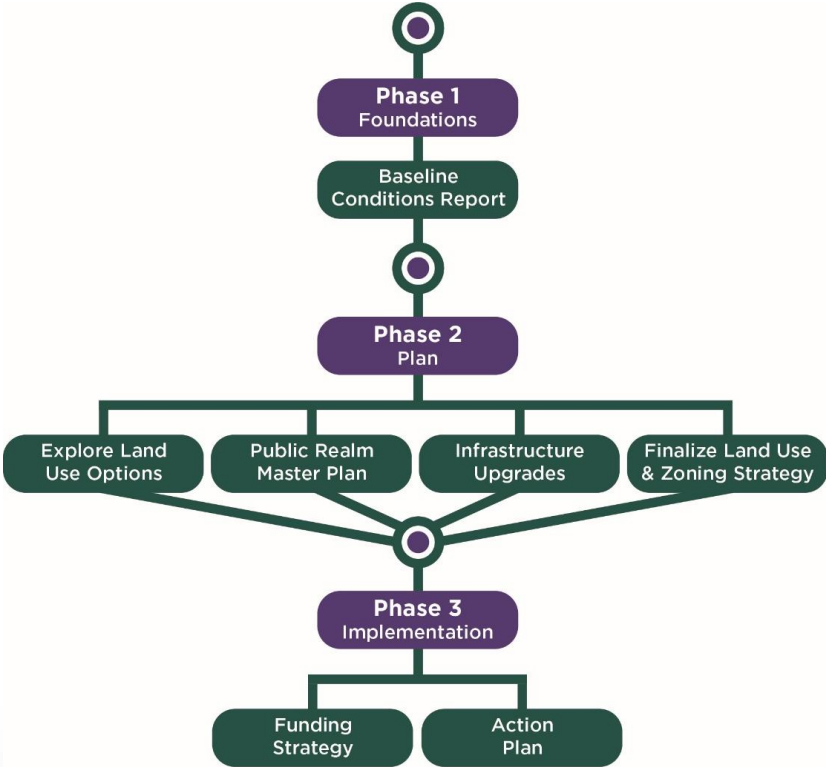 Phase 1
Foundations
Baseline
Conditions Report
Phase 2
Plan
Explore Land
Use Options
Public Realm
Master Plan
Infrastructure
Upgrades
Finalize Land Use
& Zoning Strategy
Phase 3
Implementation
Funding
Strategy
Action
Plan